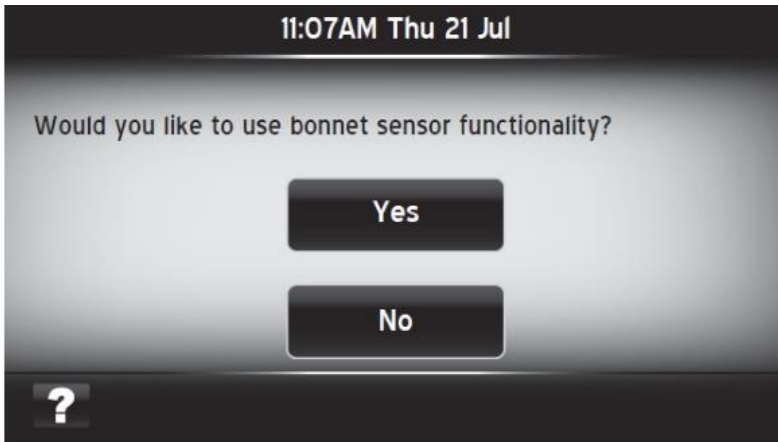 11:07AM Thu 21 Jul
Would you like to use bonnet sensor functionality?
Yes
No
?